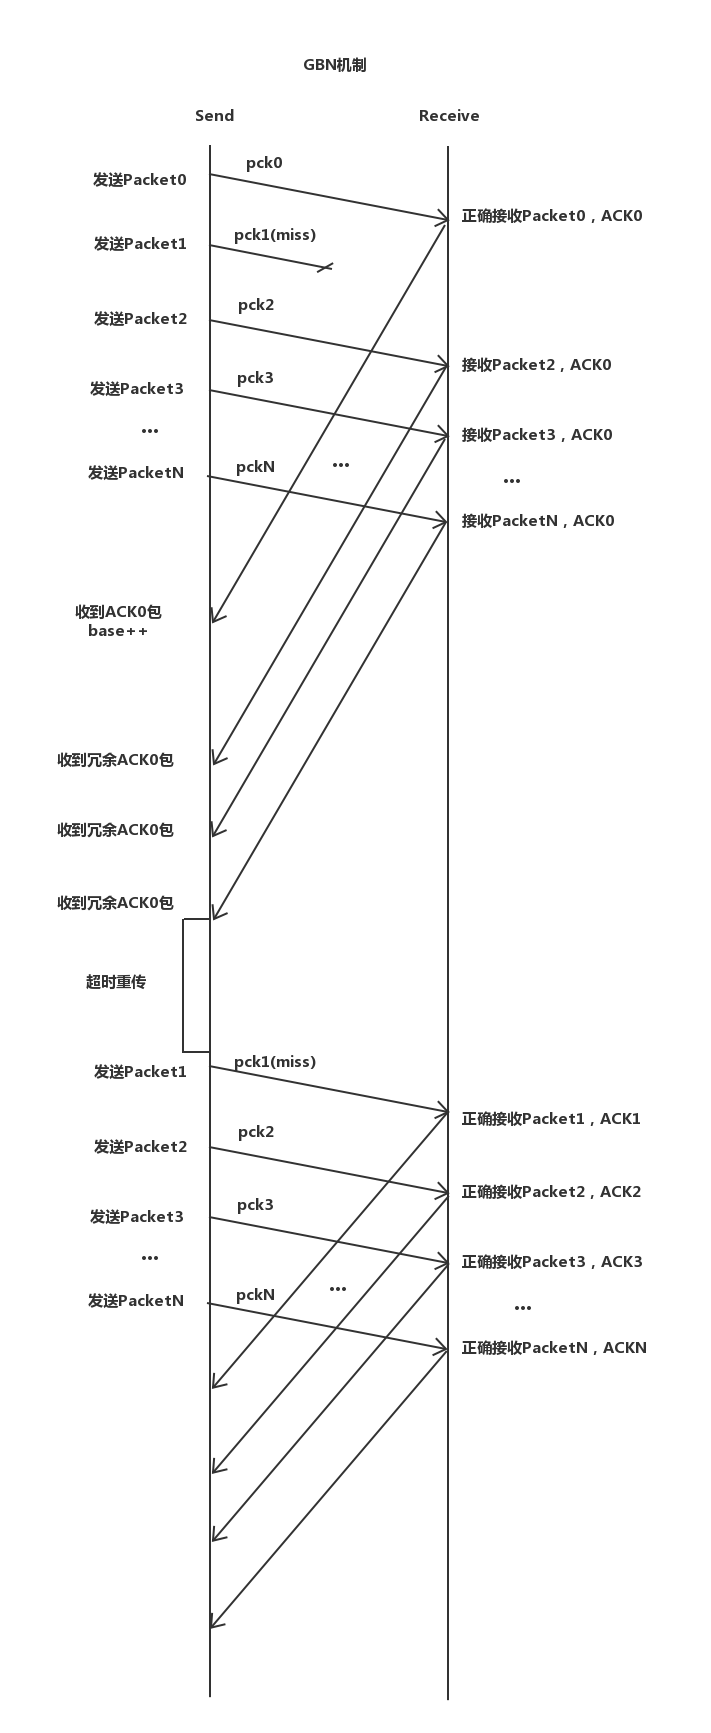 GBN机制
Send
Receive
pck0
发送Packet0
正确接收Packet0，ACK0
pck1(miss)
发送Packet1
pck2
发送Packet2
接收Packet2，ACK0
pck3
发送Packet3
接收Packet3，ACK0
...
pckN
...
发送PacketN
...
接收PacketN，ACK0
收到ACK0包
base++
收到冗余ACK0包
收到冗余ACK0包
收到冗余ACK0包
超时重传
pck1(miss)
发送Packet1
正确接收Packet1，ACK1
pck2
发送Packet2
正确接收Packet2，ACK2
pck3
发送Packet3
正确接收Packet3，ACK3
...
pckN
...
发送PacketN
...
正确接收PacketN，ACKN